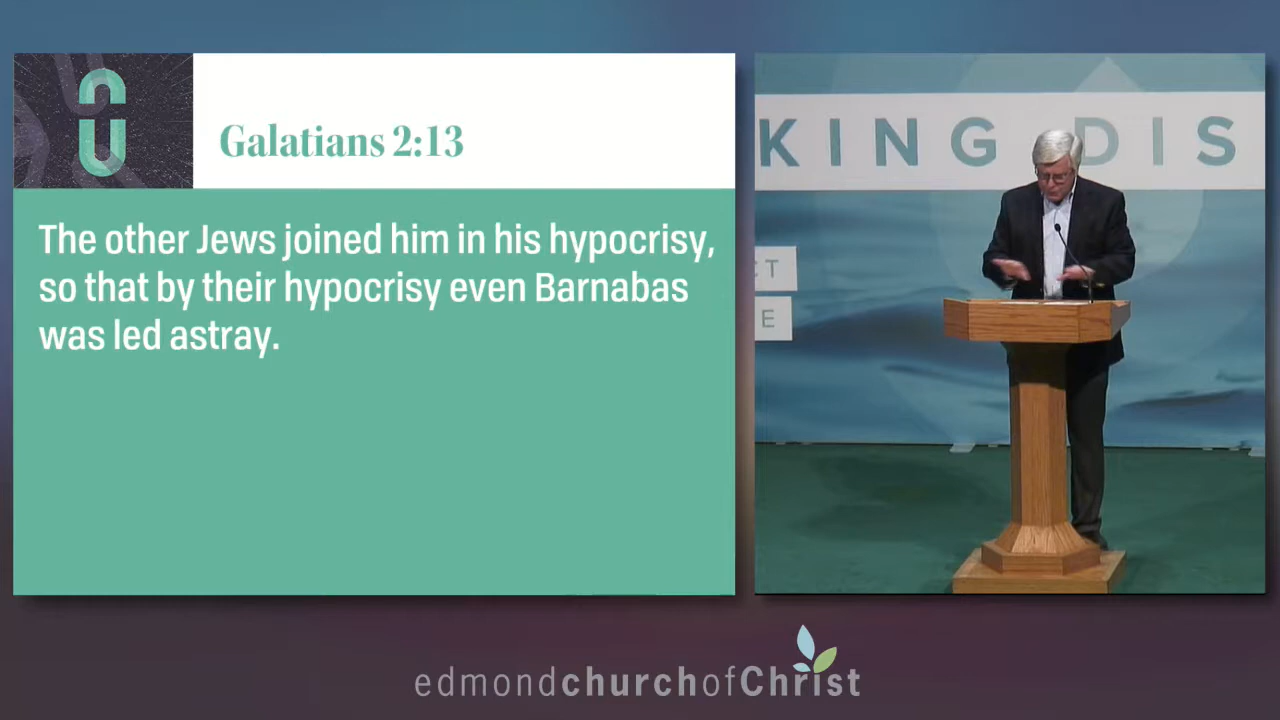 Galatians 2:13
The other Jews joined him in his hypocrisy,
so that by their hypocrisy even Barnabas
was led astray.
KING DIS
CT
E
edmondchurchofChrist